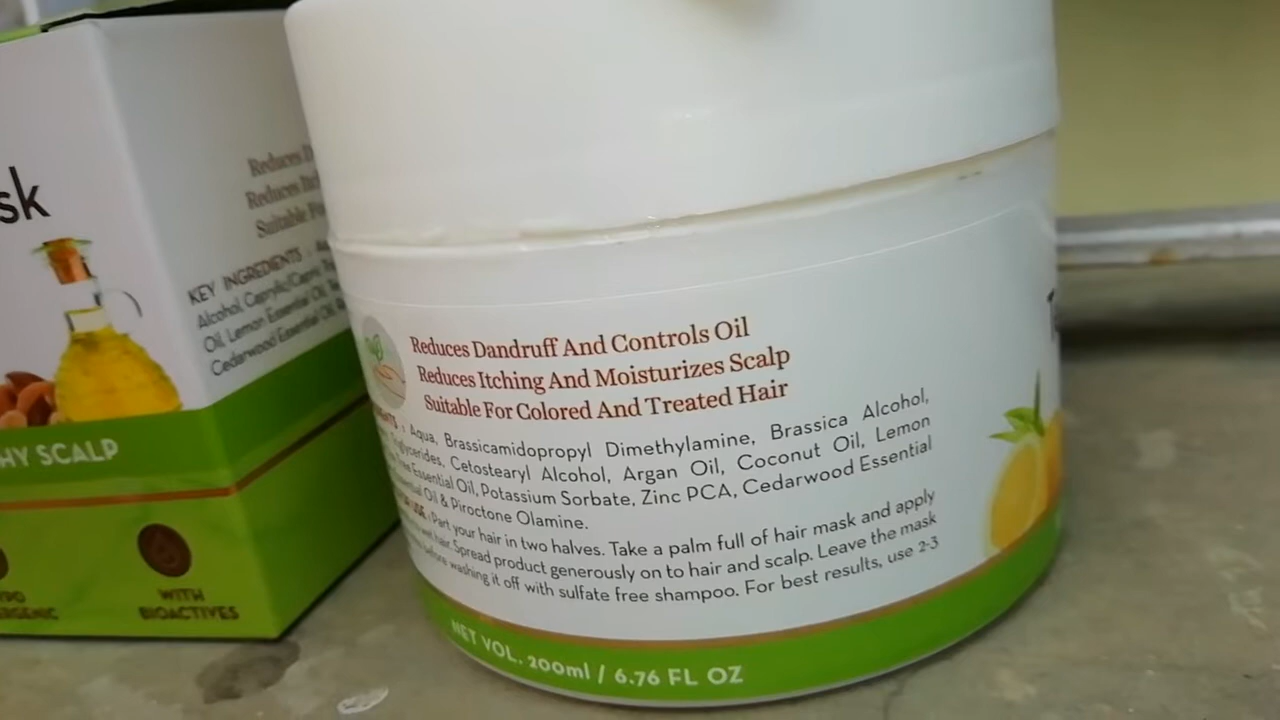 sk
Reduces
Reduces
Suitable
KEY INGREDIENTS :
Alcohol, Caprylic/Capric
Oil, Lemon Essential Oil,
Cedarwood Essential Oil
HY SCALP
WITH
BIOACTIVES
Reduces Dandruff And Controls Oil
Reduces Itching And Moisturizes Scalp
Suitable For Colored And Treated Hair
: Aqua, Brassicamidopropyl Dimethylamine, Brassica Alcohol,
Triglycerides, Cetostearyl Alcohol, Argan Oil, Coconut Oil, Lemon
Essential Oil, Potassium Sorbate, Zinc PCA, Cedarwood Essential
Oil & Piroctone Olamine.
USE : Part your hair in two halves. Take a palm full of hair mask and apply
wet hair. Spread product generously on to hair and scalp. Leave the mask
before washing it off with sulfate free shampoo. For best results, use 2-3
NET VOL. 200ml / 6.76 FL OZ